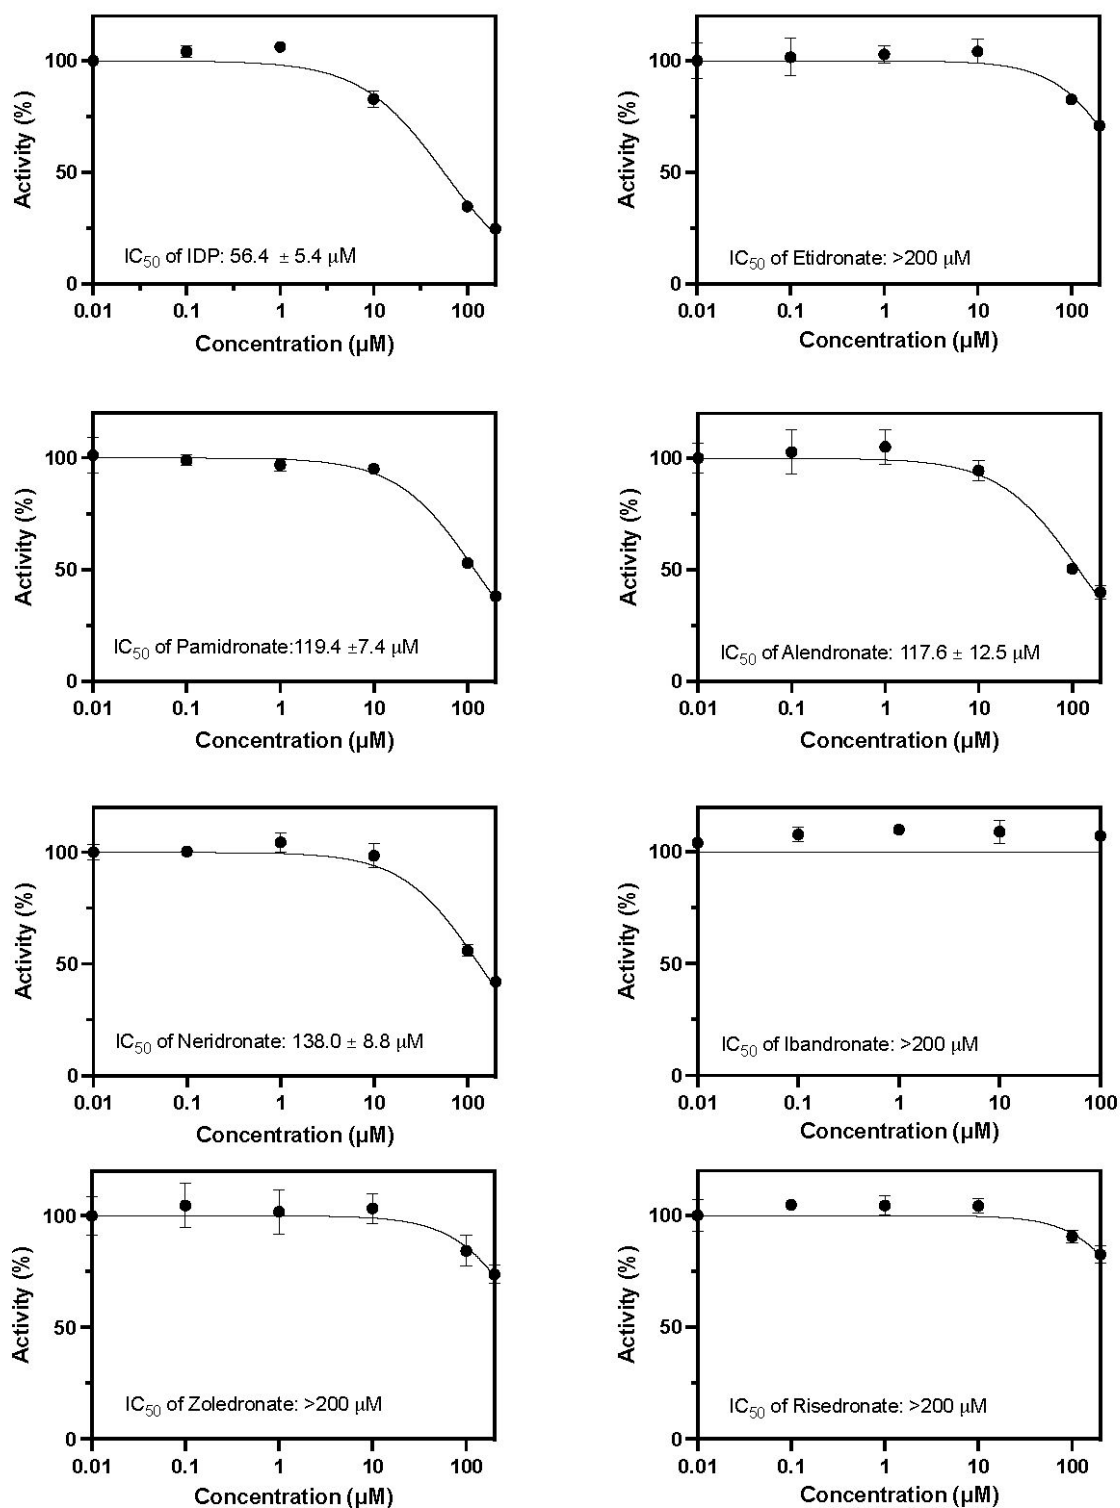 Activity (%)
100
50
0
IC50 of IDP: 56.4 ± 5.4 μM
0.01 0.1 1 10 100
Concentration (μM)
Activity (%)
100
50
0
IC50 of Etidronate: >200 μM
0.01 0.1 1 10 100
Concentration (μM)
Activity (%)
100
50
0
IC50 of Pamidronate:119.4 ±7.4 μM
0.01 0.1 1 10 100
Concentration (μM)
Activity (%)
100
50
0
IC50 of Alendronate: 117.6 ± 12.5 μM
0.01 0.1 1 10 100
Concentration (μM)
Activity (%)
100
50
0
IC50 of Neridronate: 138.0 ± 8.8 μM
0.01 0.1 1 10 100
Concentration (μM)
Activity (%)
100
50
0
IC50 of Ibandronate: >200 μM
0.01 0.1 1 10 100
Concentration (μM)
Activity (%)
100
50
0
IC50 of Zoledronate: >200 μM
0.01 0.1 1 10 100
Concentration (μM)
Activity (%)
100
50
0
IC50 of Risedronate: >200 μM
0.01 0.1 1 10 100
Concentration (μM)